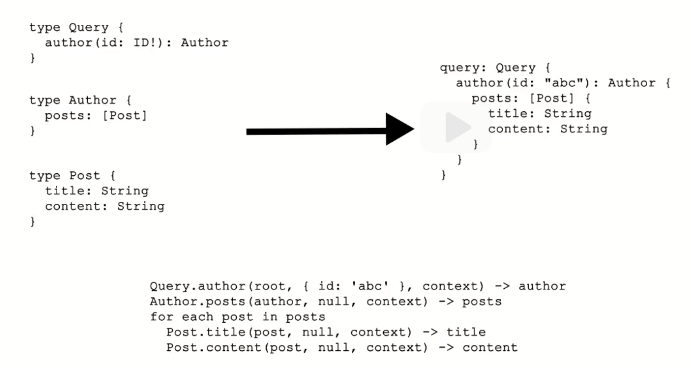 type Query {
  author(id: ID!): Author
}
type Author {
  posts: [Post]
}
type Post {
  title: String
  content: String
}
query: Query {
  author(id: "abc"): Author {
    posts: [Post] {
      title: String
      content: String
    }
  }
}
Query.author(root, { id: 'abc' }, context) -> author
Author.posts(author, null, context) -> posts
for each post in posts
  Post.title(post, null, context) -> title
  Post.content(post, null, context) -> content